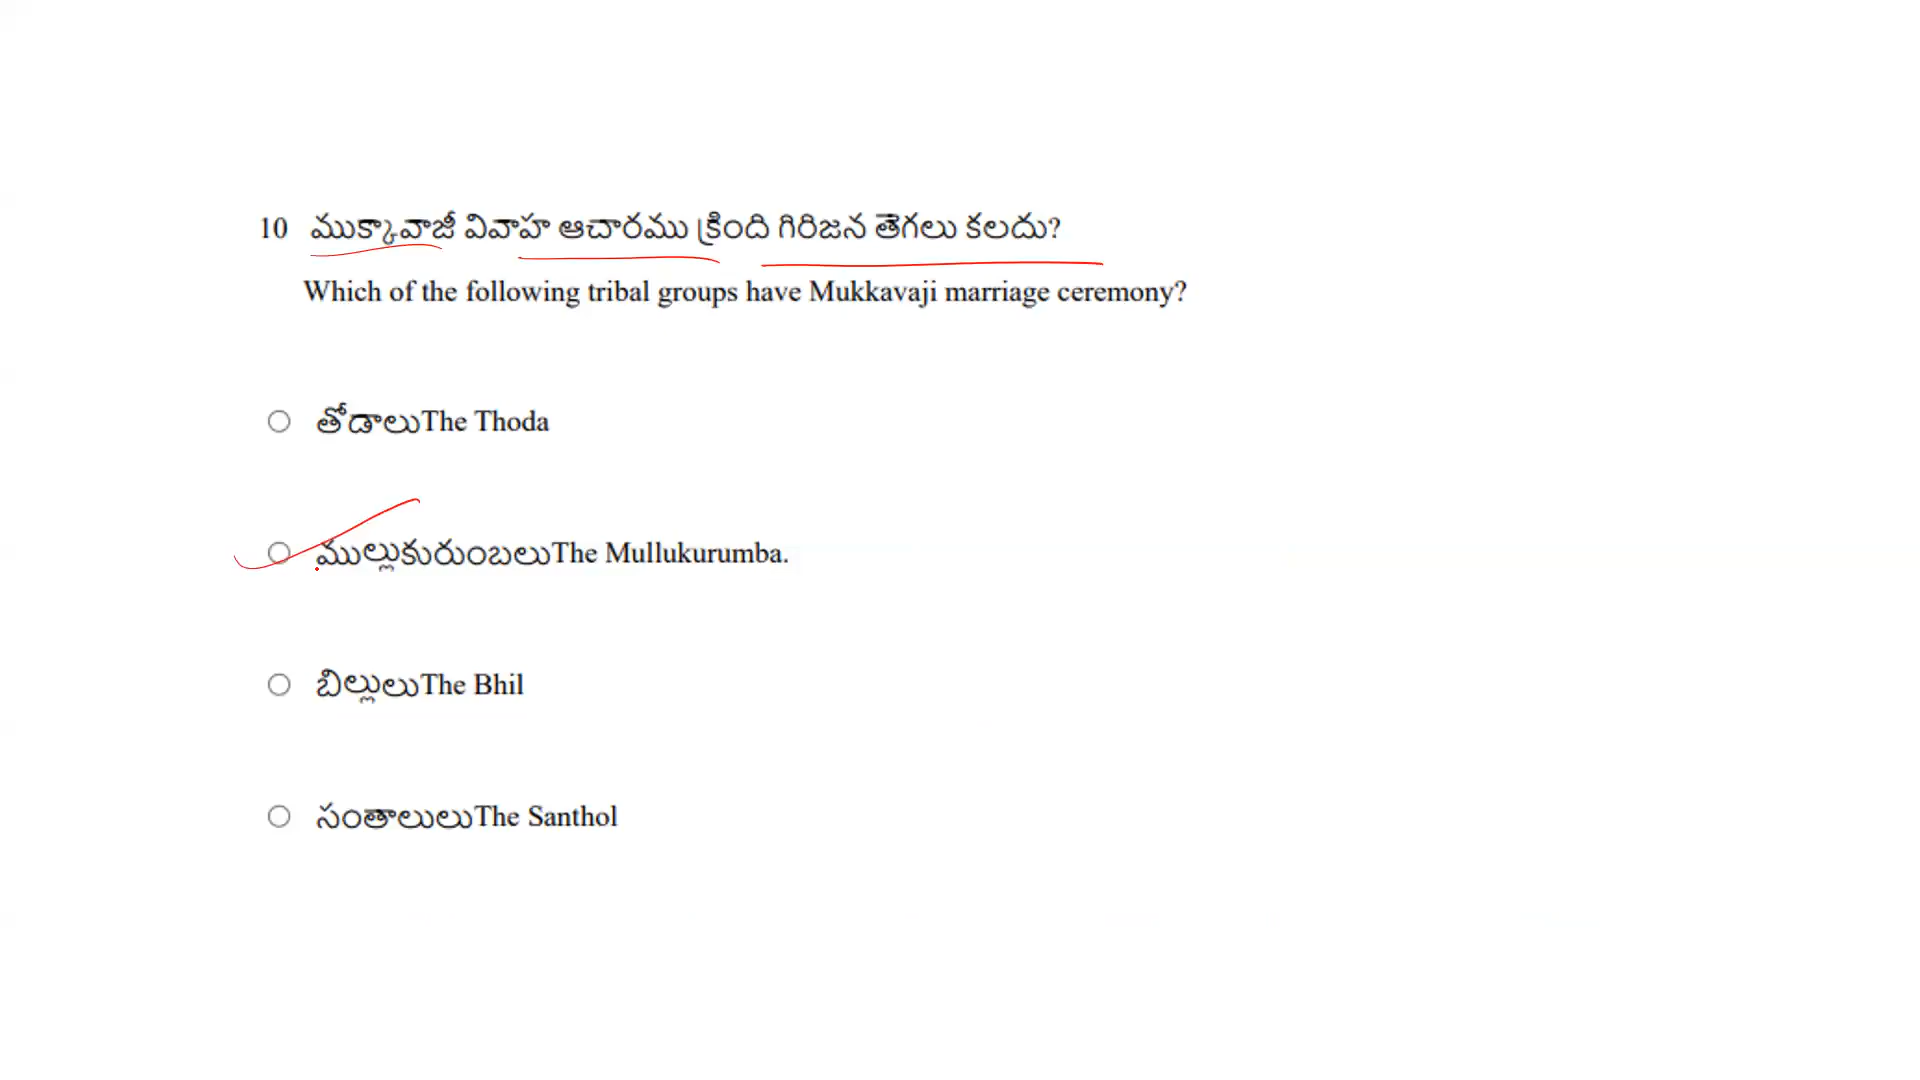 10 ముక్కావాజీ వివాహ ఆచారము క్రింది గిరిజన తెగలు కలదు?
Which of the following tribal groups have Mukkavaji marriage ceremony?
తోడాలుThe Thoda
ముల్లుకురుంబలుThe Mullukurumba.
బిల్లులుThe Bhil
సంతాలులుThe Santhol